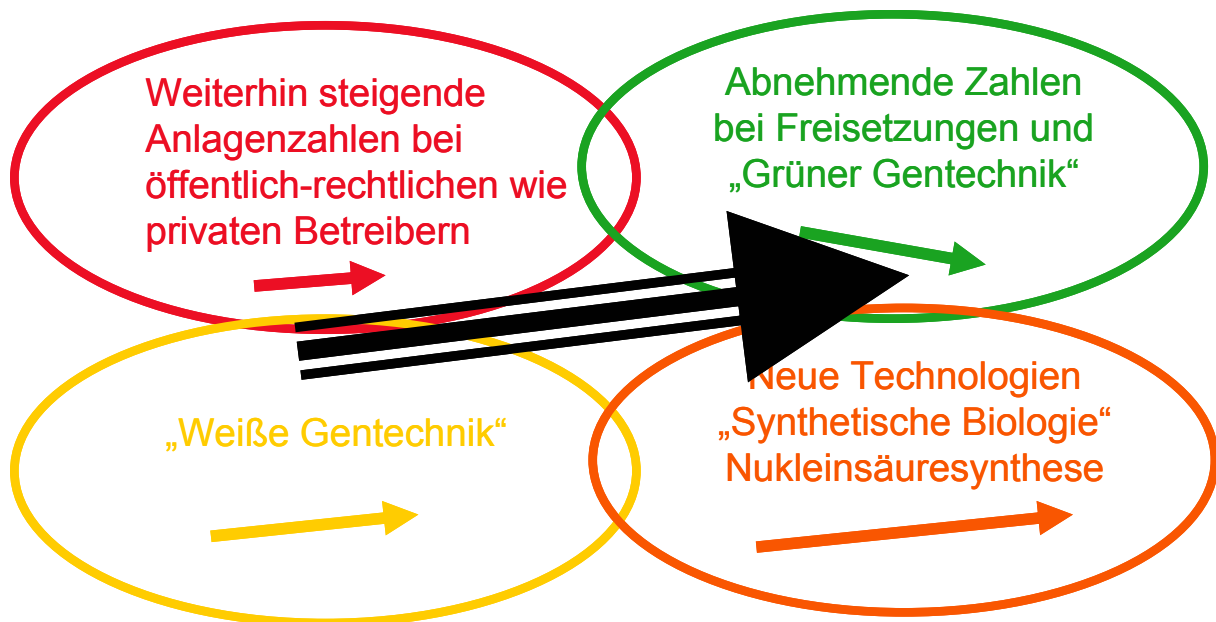 Weiterhin steigende
Anlagenzahlen bei
öffentlich-rechtlichen wie
privaten Betreibern
Abnehmende Zahlen
bei Freisetzungen und
„Grüner Gentechnik“
„Weiße Gentechnik“
Neue Technologien
„Synthetische Biologie“
Nukleinsäuresynthese